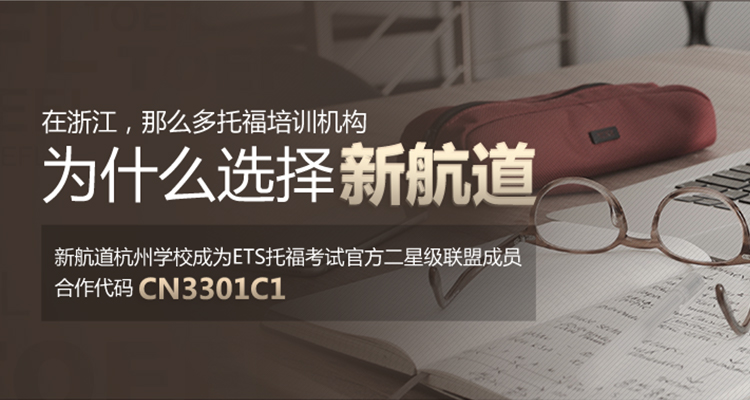 在浙江，那么多托福培训机构
为什么选择新航道
新航道杭州学校成为ETS托福考试官方二星级联盟成员
合作代码 CN3301C1